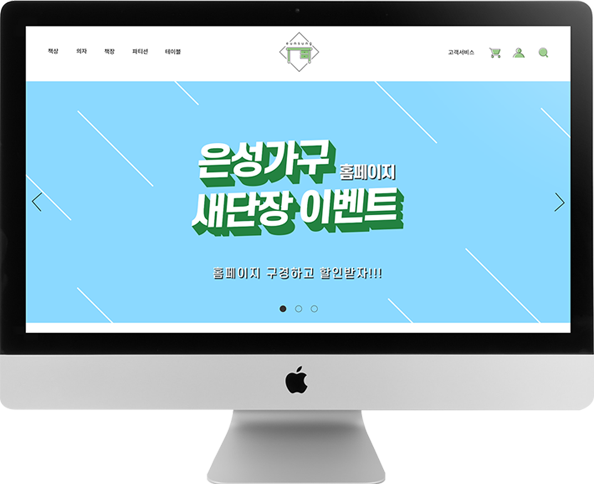 책상 의자 책장 파티션 테이블
eunsung
고객서비스
은성가구 홈페이지
새단장 이벤트
홈페이지 구경하고 할인받자!!!